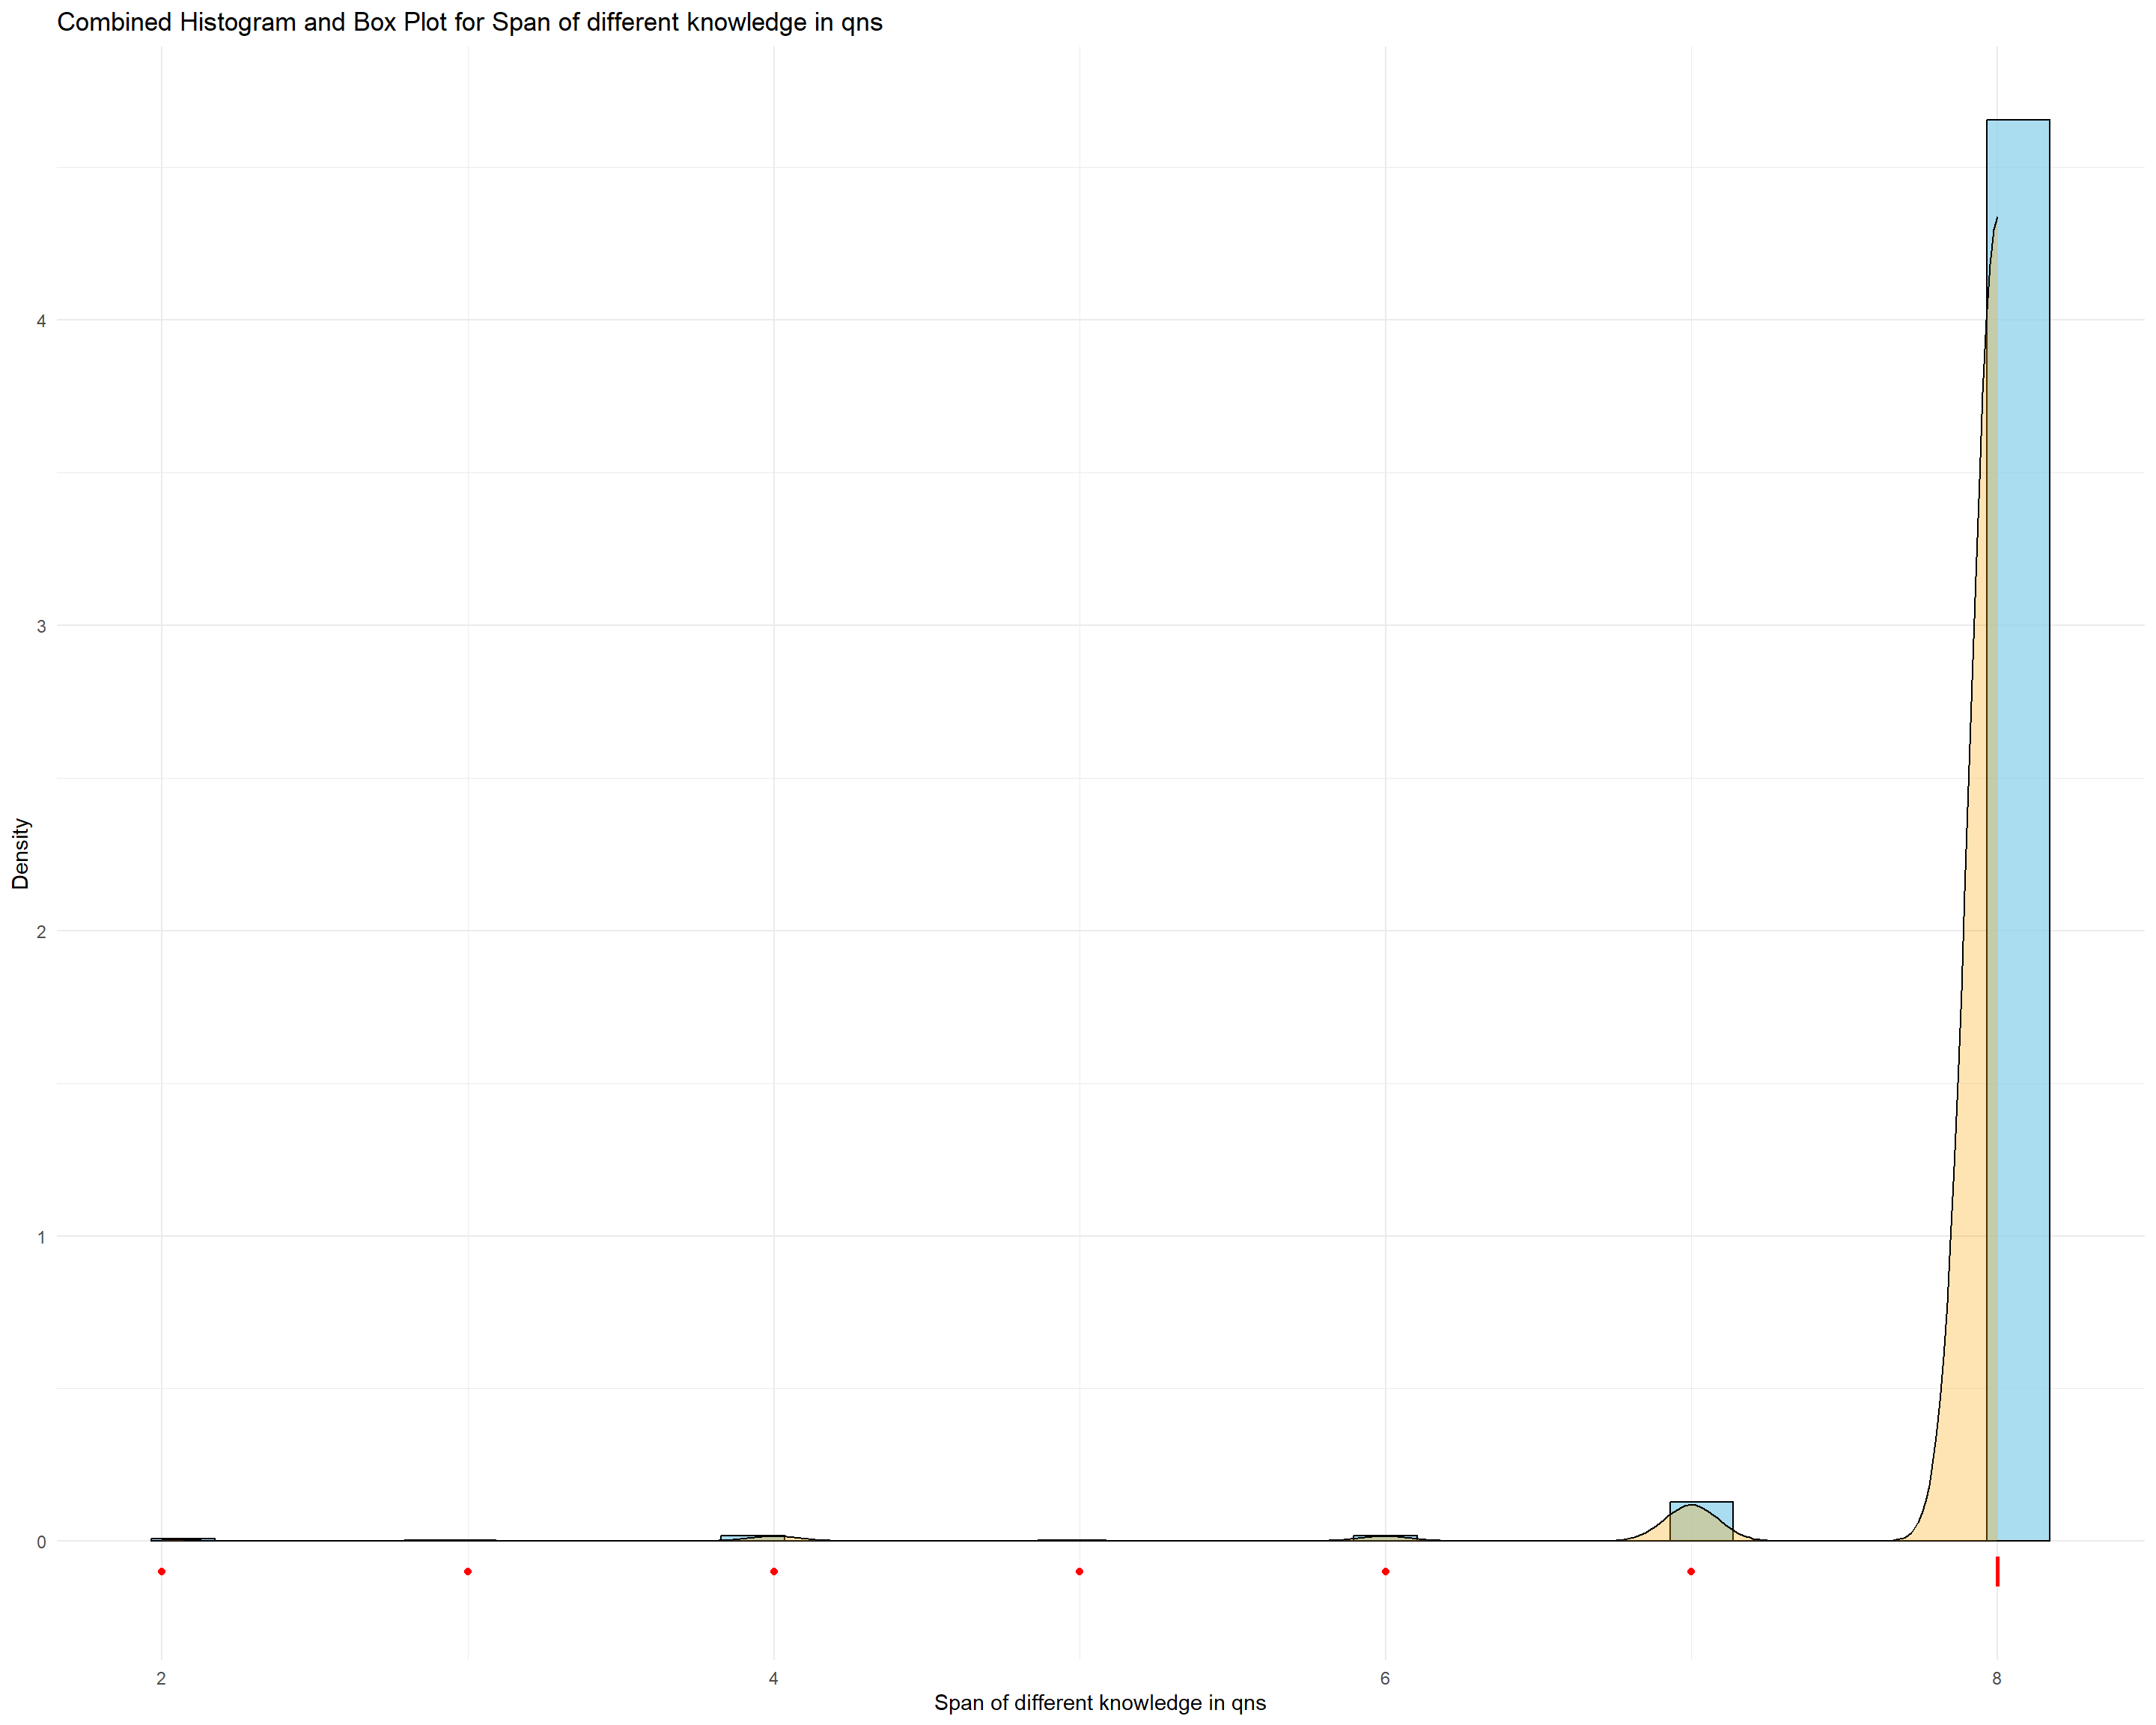 Combined Histogram and Box Plot for Span of different knowledge in qns
4
3
2
1
0
Density
2 4 6 8
Span of different knowledge in qns